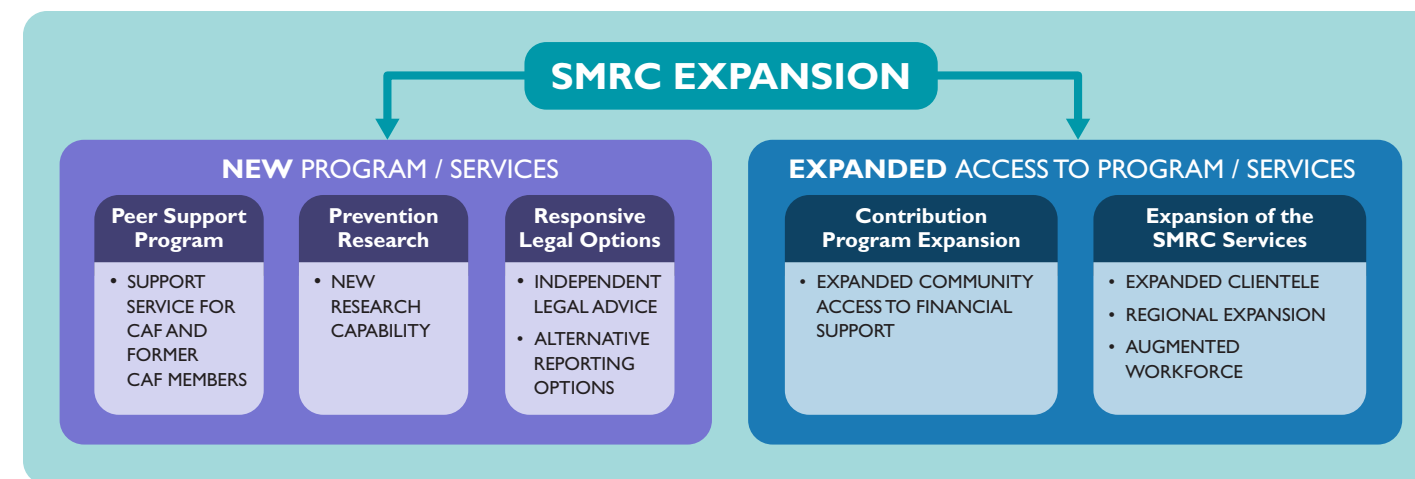 SMRC EXPANSION
NEW PROGRAM / SERVICES
Peer Support
Program
• SUPPORT
SERVICE FOR
CAF AND
FORMER
CAF MEMBERS
Prevention
Research
• NEW
RESEARCH
CAPABILITY
Responsive
Legal Options
• INDEPENDENT
LEGAL ADVICE
• ALTERNATIVE
REPORTING
OPTIONS
EXPANDED ACCESS TO PROGRAM / SERVICES
Contribution
Program Expansion
• EXPANDED COMMUNITY
ACCESS TO FINANCIAL
SUPPORT
Expansion of the
SMRC Services
• EXPANDED CLIENTELE
• REGIONAL EXPANSION
• AUGMENTED
WORKFORCE